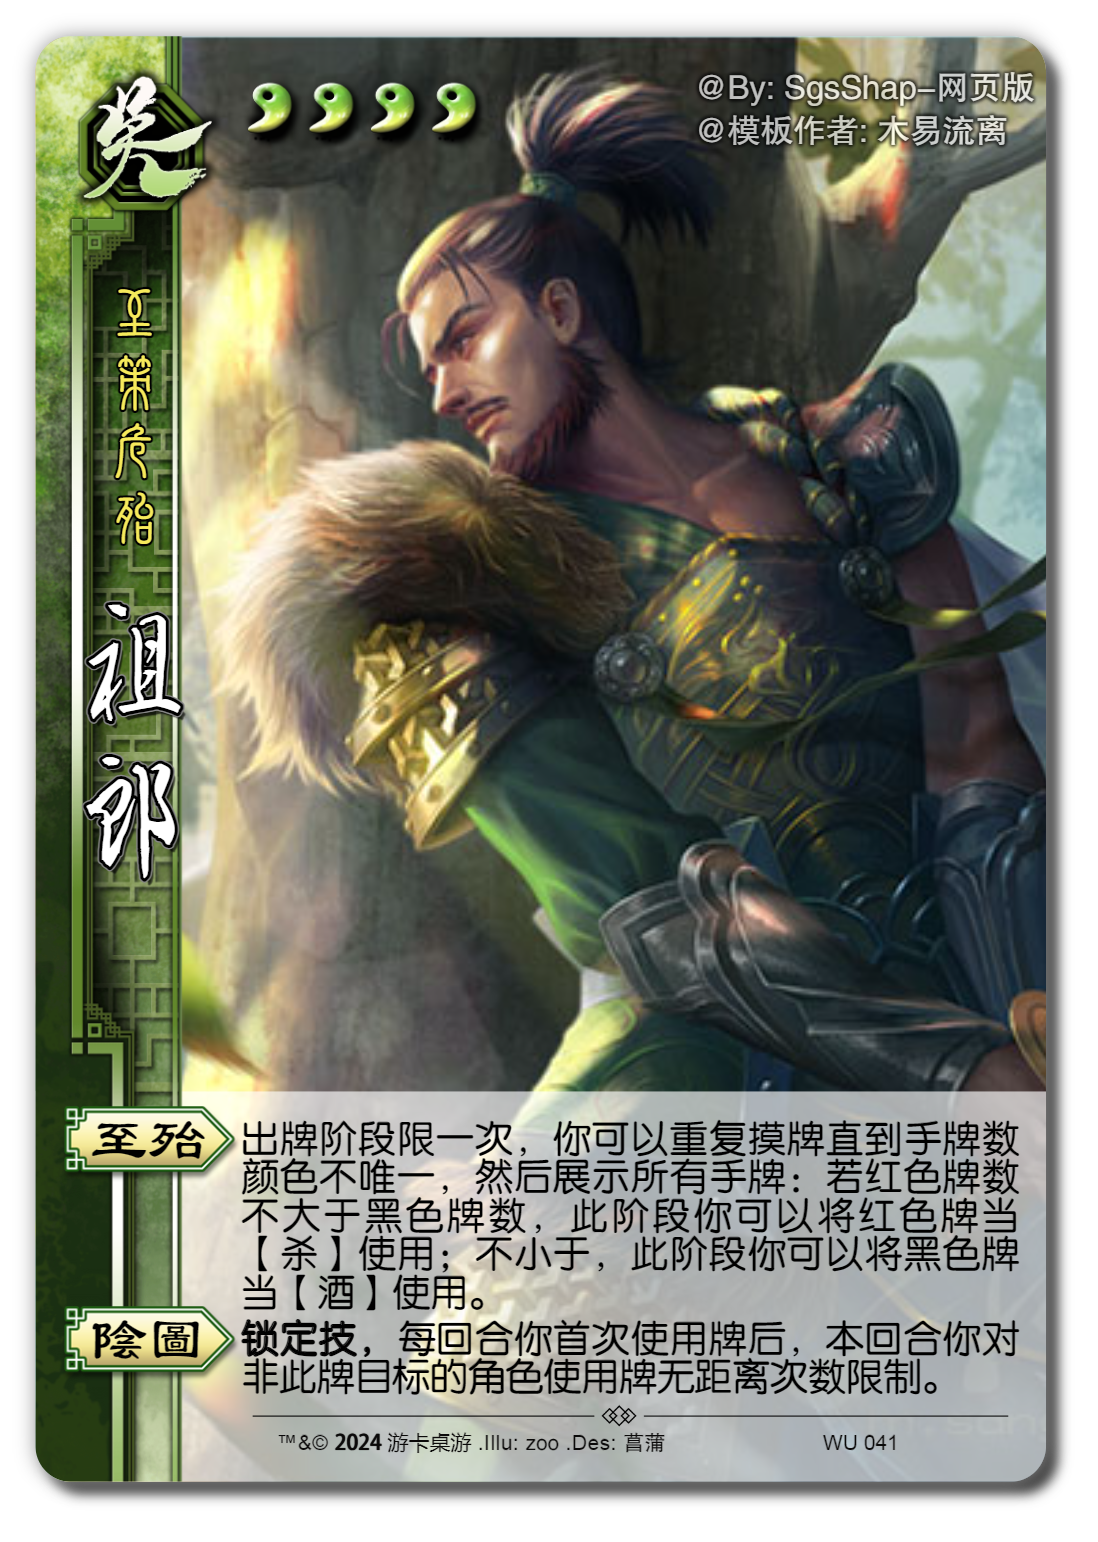 @By: SgsShap-网页版
@模板作者: 木易流离
吴
至策危殆
祖郎
至殆
出牌阶段限一次，你可以重复摸牌直到手牌数
颜色不唯一，然后展示所有手牌：若红色牌数
不大于黑色牌数，此阶段你可以将红色牌当
【杀】使用；不小于，此阶段你可以将黑色牌
当【酒】使用。
陰圖
锁定技，每回合你首次使用牌后，本回合你对
非此牌目标的角色使用牌无距离次数限制。
™&© 2024 游卡桌游 .Illu: zoo .Des: 菖蒲
WU 041